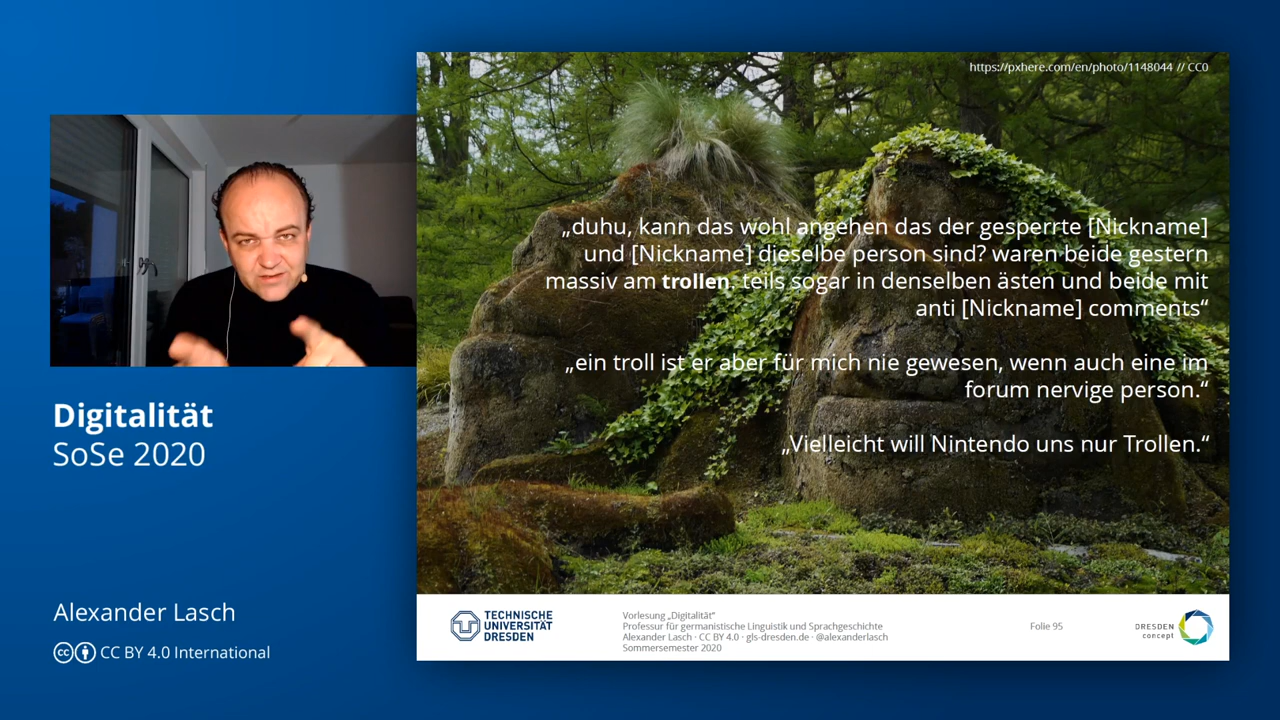 https://pxhere.com/en/photo/1148044 // CC0
„duhu, kann das wohl angehen das der gesperrte [Nickname]
und [Nickname] dieselbe person sind? waren beide gestern
massiv am trollen. teils sogar in denselben ästen und beide mit
anti [Nickname] comments“
„ein troll ist er aber für mich nie gewesen, wenn auch eine im
forum nervige person.“
„Vielleicht will Nintendo uns nur Trollen.“
Digitalität
SoSe 2020
Alexander Lasch
cc CC BY 4.0 International
TECHNISCHE
UNIVERSITÄT
DRESDEN
Vorlesung „Digitalität“
Professur für germanistische Linguistik und Sprachgeschichte
Alexander Lasch · CC BY 4.0 · gls-dresden.de · @alexanderlasch
Sommersemester 2020
Folie 95
DRESDEN
concept